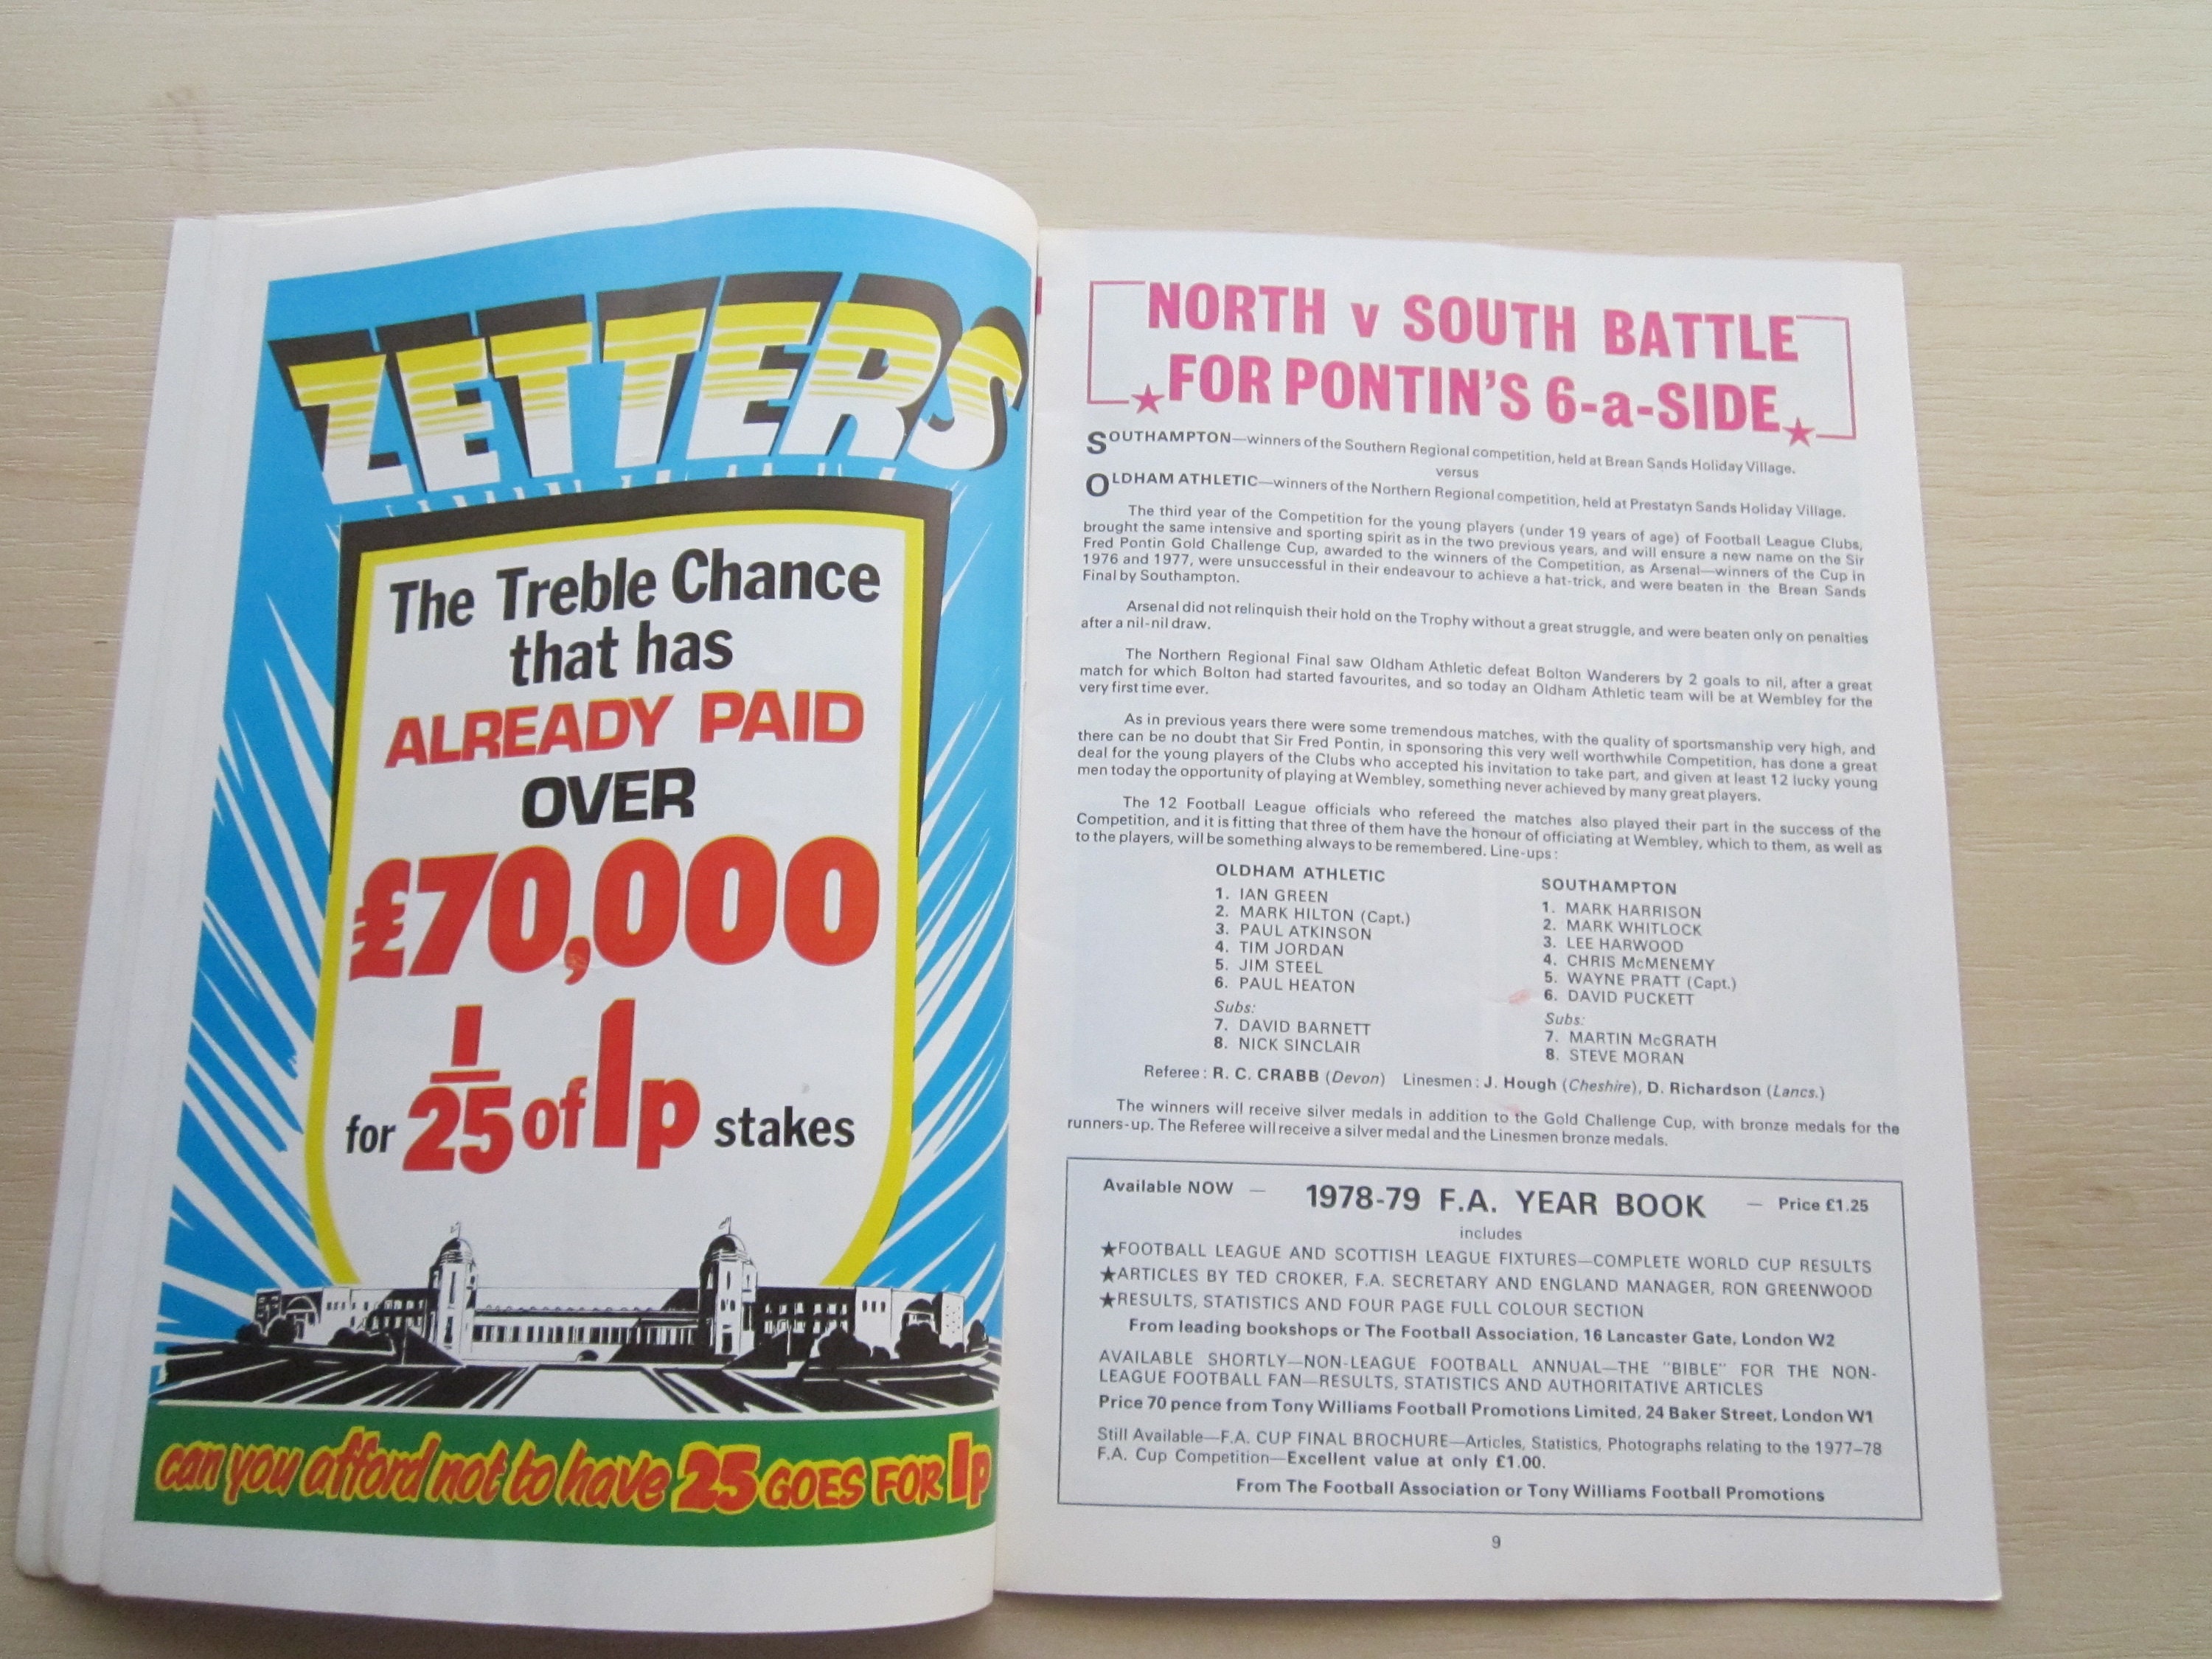 ZETTERS
The Treble Chance
that has
ALREADY PAID
OVER
£70,000
for 1/25 of 1p stakes
can you afford not to have 25 GOES FOR 1p
NORTH v SOUTH BATTLE
★FOR PONTIN'S 6-a-SIDE★
SOUTHAMPTON—winners of the Southern Regional competition, held at Brean Sands Holiday Village.
versus
OLDHAM ATHLETIC—winners of the Northern Regional competition, held at Prestatyn Sands Holiday Village.
The third year of the Competition for the young players (under 19 years of age) of Football League Clubs,
brought the same intensive and sporting spirit as in the two previous years, and will ensure a new name on the Sir
Fred Pontin Gold Challenge Cup, awarded to the winners of the Competition, as Arsenal—winners of the Cup in
1976 and 1977, were unsuccessful in their endeavour to achieve a hat-trick, and were beaten in the Brean Sands
Final by Southampton.
Arsenal did not relinquish their hold on the Trophy without a great struggle, and were beaten only on penalties
after a nil-nil draw.
The Northern Regional Final saw Oldham Athletic defeat Bolton Wanderers by 2 goals to nil, after a great
match for which Bolton had started favourites, and so today an Oldham Athletic team will be at Wembley for the
very first time ever.
As in previous years there were some tremendous matches, with the quality of sportsmanship very high, and
there can be no doubt that Sir Fred Pontin, in sponsoring this very well worthwhile Competition, has done a great
deal for the young players of the Clubs who accepted his invitation to take part, and given at least 12 lucky young
men today the opportunity of playing at Wembley, something never achieved by many great players.
The 12 Football League officials who refereed the matches also played their part in the success of the
Competition, and it is fitting that three of them have the honour of officiating at Wembley, which to them, as well as
to the players, will be something always to be remembered. Line-ups:
OLDHAM ATHLETIC
1. IAN GREEN
2. MARK HILTON (Capt.)
3. PAUL ATKINSON
4. TIM JORDAN
5. JIM STEEL
6. PAUL HEATON
Subs:
7. DAVID BARNETT
8. NICK SINCLAIR
SOUTHAMPTON
1. MARK HARRISON
2. MARK WHITLOCK
3. LEE HARWOOD
4. CHRIS McMENEMY
5. WAYNE PRATT (Capt.)
6. DAVID PUCKETT
Subs:
7. MARTIN McGRATH
8. STEVE MORAN
Referee: R. C. CRABB (Devon) Linesmen: J. Hough (Cheshire), D. Richardson (Lancs.)
The winners will receive silver medals in addition to the Gold Challenge Cup, with bronze medals for the
runners-up. The Referee will receive a silver medal and the Linesmen bronze medals.
Available NOW — 1978-79 F.A. YEAR BOOK — Price £1.25
includes
★FOOTBALL LEAGUE AND SCOTTISH LEAGUE FIXTURES—COMPLETE WORLD CUP RESULTS
★ARTICLES BY TED CROKER, F.A. SECRETARY AND ENGLAND MANAGER, RON GREENWOOD
★RESULTS, STATISTICS AND FOUR PAGE FULL COLOUR SECTION
From leading bookshops or The Football Association, 16 Lancaster Gate, London W2
AVAILABLE SHORTLY—NON-LEAGUE FOOTBALL ANNUAL—THE "BIBLE" FOR THE NON-
LEAGUE FOOTBALL FAN—RESULTS, STATISTICS AND AUTHORITATIVE ARTICLES
Price 70 pence from Tony Williams Football Promotions Limited, 24 Baker Street, London W1
Still Available—F.A. CUP FINAL BROCHURE—Articles, Statistics, Photographs relating to the 1977-78
F.A. Cup Competition—Excellent value at only £1.00.
From The Football Association or Tony Williams Football Promotions
9